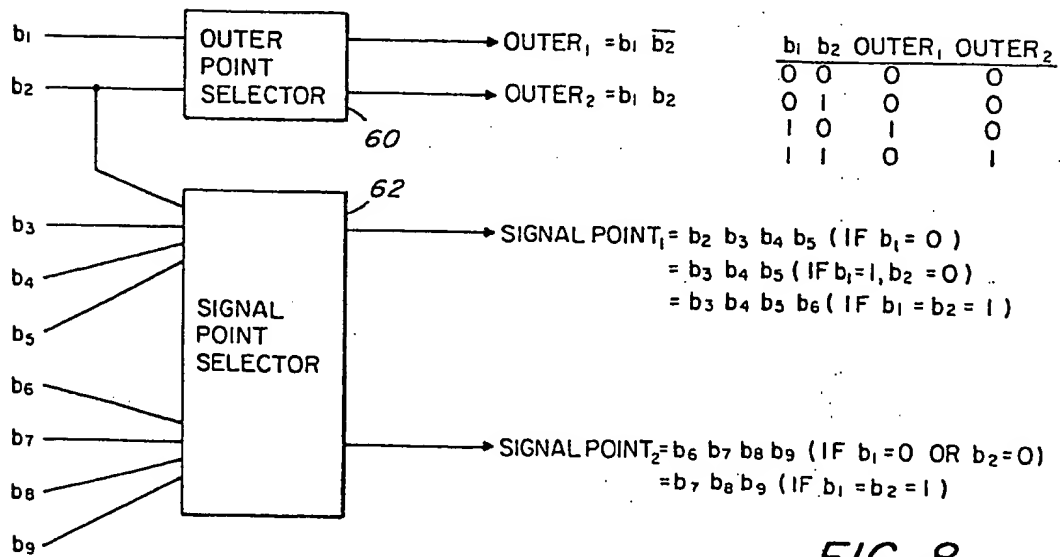 b₁
OUTER
POINT
SELECTOR
OUTER₁ = b₁ b̅₂̅
b₂
OUTER₂ = b₁ b₂
60
b₁ b₂ OUTER₁ OUTER₂
0 0 0 0
0 1 0 0
1 0 1 0
1 1 0 1
62
b₃
b₄
b₅
b₆
b₇
b₈
b₉
SIGNAL
POINT
SELECTOR
SIGNAL POINT₁ = b₂ b₃ b₄ b₅ (IF b₁ = 0)
= b₃ b₄ b₅ (IF b₁=1, b₂ =0)
= b₃ b₄ b₅ b₆ (IF b₁ = b₂ = 1)
SIGNAL POINT₂ = b₆ b₇ b₈ b₉ (IF b₁ =0 OR b₂=0)
=b₇ b₈ b₉ (IF b₁ = b₂ = 1)